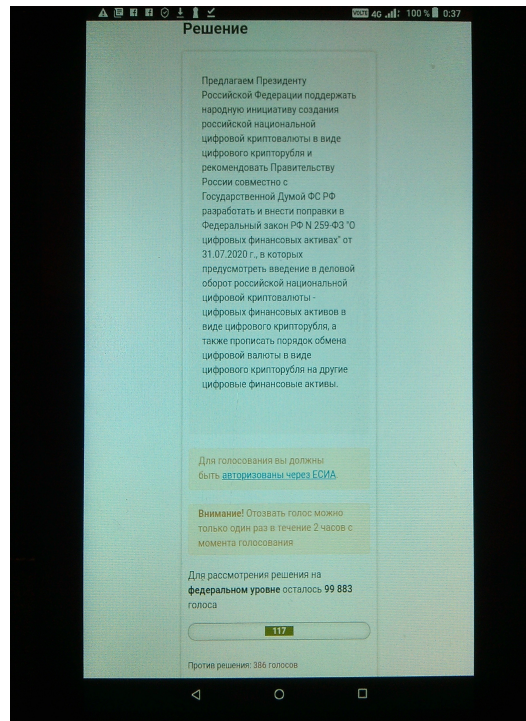 4G 100 % 0:37
Решение
Предлагаем Президенту
Российской Федерации поддержать
народную инициативу создания
российской национальной
цифровой криптовалюты в виде
цифрового крипторубля и
рекомендовать Правительству
России совместно с
Государственной Думой ФС РФ
разработать и внести поправки в
Федеральный закон РФ N 259-ФЗ "О
цифровых финансовых активах" от
31.07.2020 г., в которых
предусмотреть введение в деловой
оборот российской национальной
цифровой криптовалюты -
цифровых финансовых активов в
виде цифрового крипторубля, а
также прописать порядок обмена
цифровой валюты в виде
цифрового крипторубля на другие
цифровые финансовые активы.
Для голосования вы должны
быть авторизованы через ЕСИА.
Внимание! Отозвать голос можно
только один раз в течение 2 часов с
момента голосования
Для рассмотрения решения на
федеральном уровне осталось 99 883
голоса
117
Против решения: 386 голосов